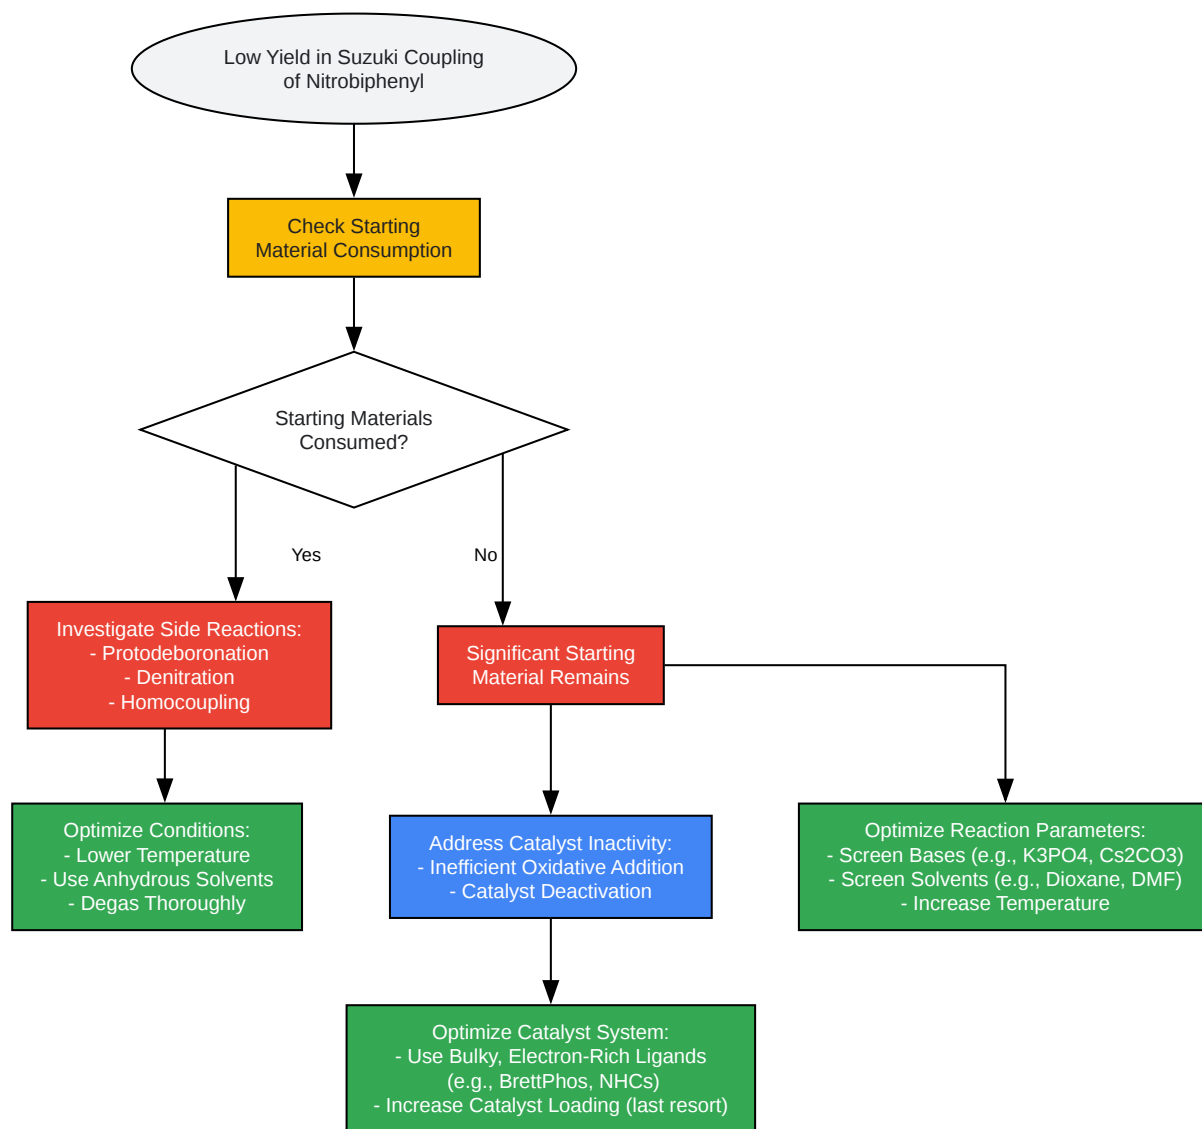 Low Yield in Suzuki Coupling
of Nitrobiphenyl
Check Starting
Material Consumption
Starting Materials
Consumed?
Yes
No
Investigate Side Reactions:
- Protodeboronation
- Denitration
- Homocoupling
Significant Starting
Material Remains
Optimize Conditions:
- Lower Temperature
- Use Anhydrous Solvents
- Degas Thoroughly
Address Catalyst Inactivity:
- Inefficient Oxidative Addition
- Catalyst Deactivation
Optimize Reaction Parameters:
- Screen Bases (e.g., K3PO4, Cs2CO3)
- Screen Solvents (e.g., Dioxane, DMF)
- Increase Temperature
Optimize Catalyst System:
- Use Bulky, Electron-Rich Ligands
(e.g., BrettPhos, NHCs)
- Increase Catalyst Loading (last resort)